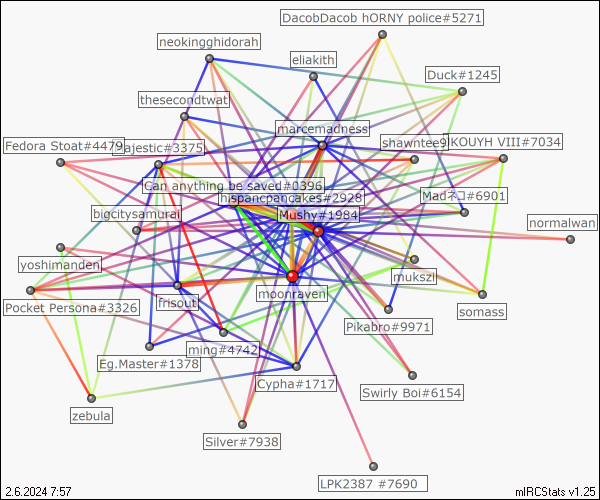 DacobDacob hORNY police#5271
neokingghidorah
eliakith
Duck#1245
thesecondtwat
marcemadness
Fedora Stoat#4479
ajestic#3375
shawntee9
IKOUYH VIII#7034
Can anything be saved#0396
hispancpancakes#2928
Madネコ#6901
bigcitysamurai
Mushy#1984
normalwan
yoshimanden
mukszi
frisout
moonraven
Pocket Persona#3326
somass
Pikabro#9971
ming#4742
Eg.Master#1378
Cypha#1717
Swirly Boi#6154
zebula
Silver#7938
LPK2387 #7690
2.6.2024 7:57
mIRCStats v1.25